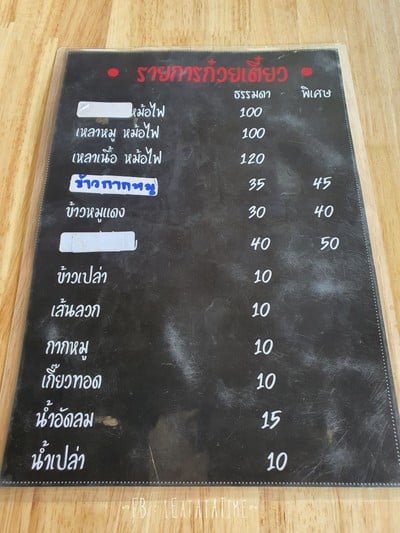 • รายการก๋วยเตี๋ยว •
ธรรมดา พิเศษ
หม้อไฟ 100
เหลาหมู หม้อไฟ 100
เหลาเนื้อ หม้อไฟ 120
ข้าวกากหมู 35 45
ข้าวหมูแดง 30 40
40 50
ข้าวเปล่า 10
เส้นลวก 10
กากหมู 10
เกี๊ยวทอด 10
น้ำอัดลม 15
น้ำเปล่า 10
~FB: iEatAtATime~